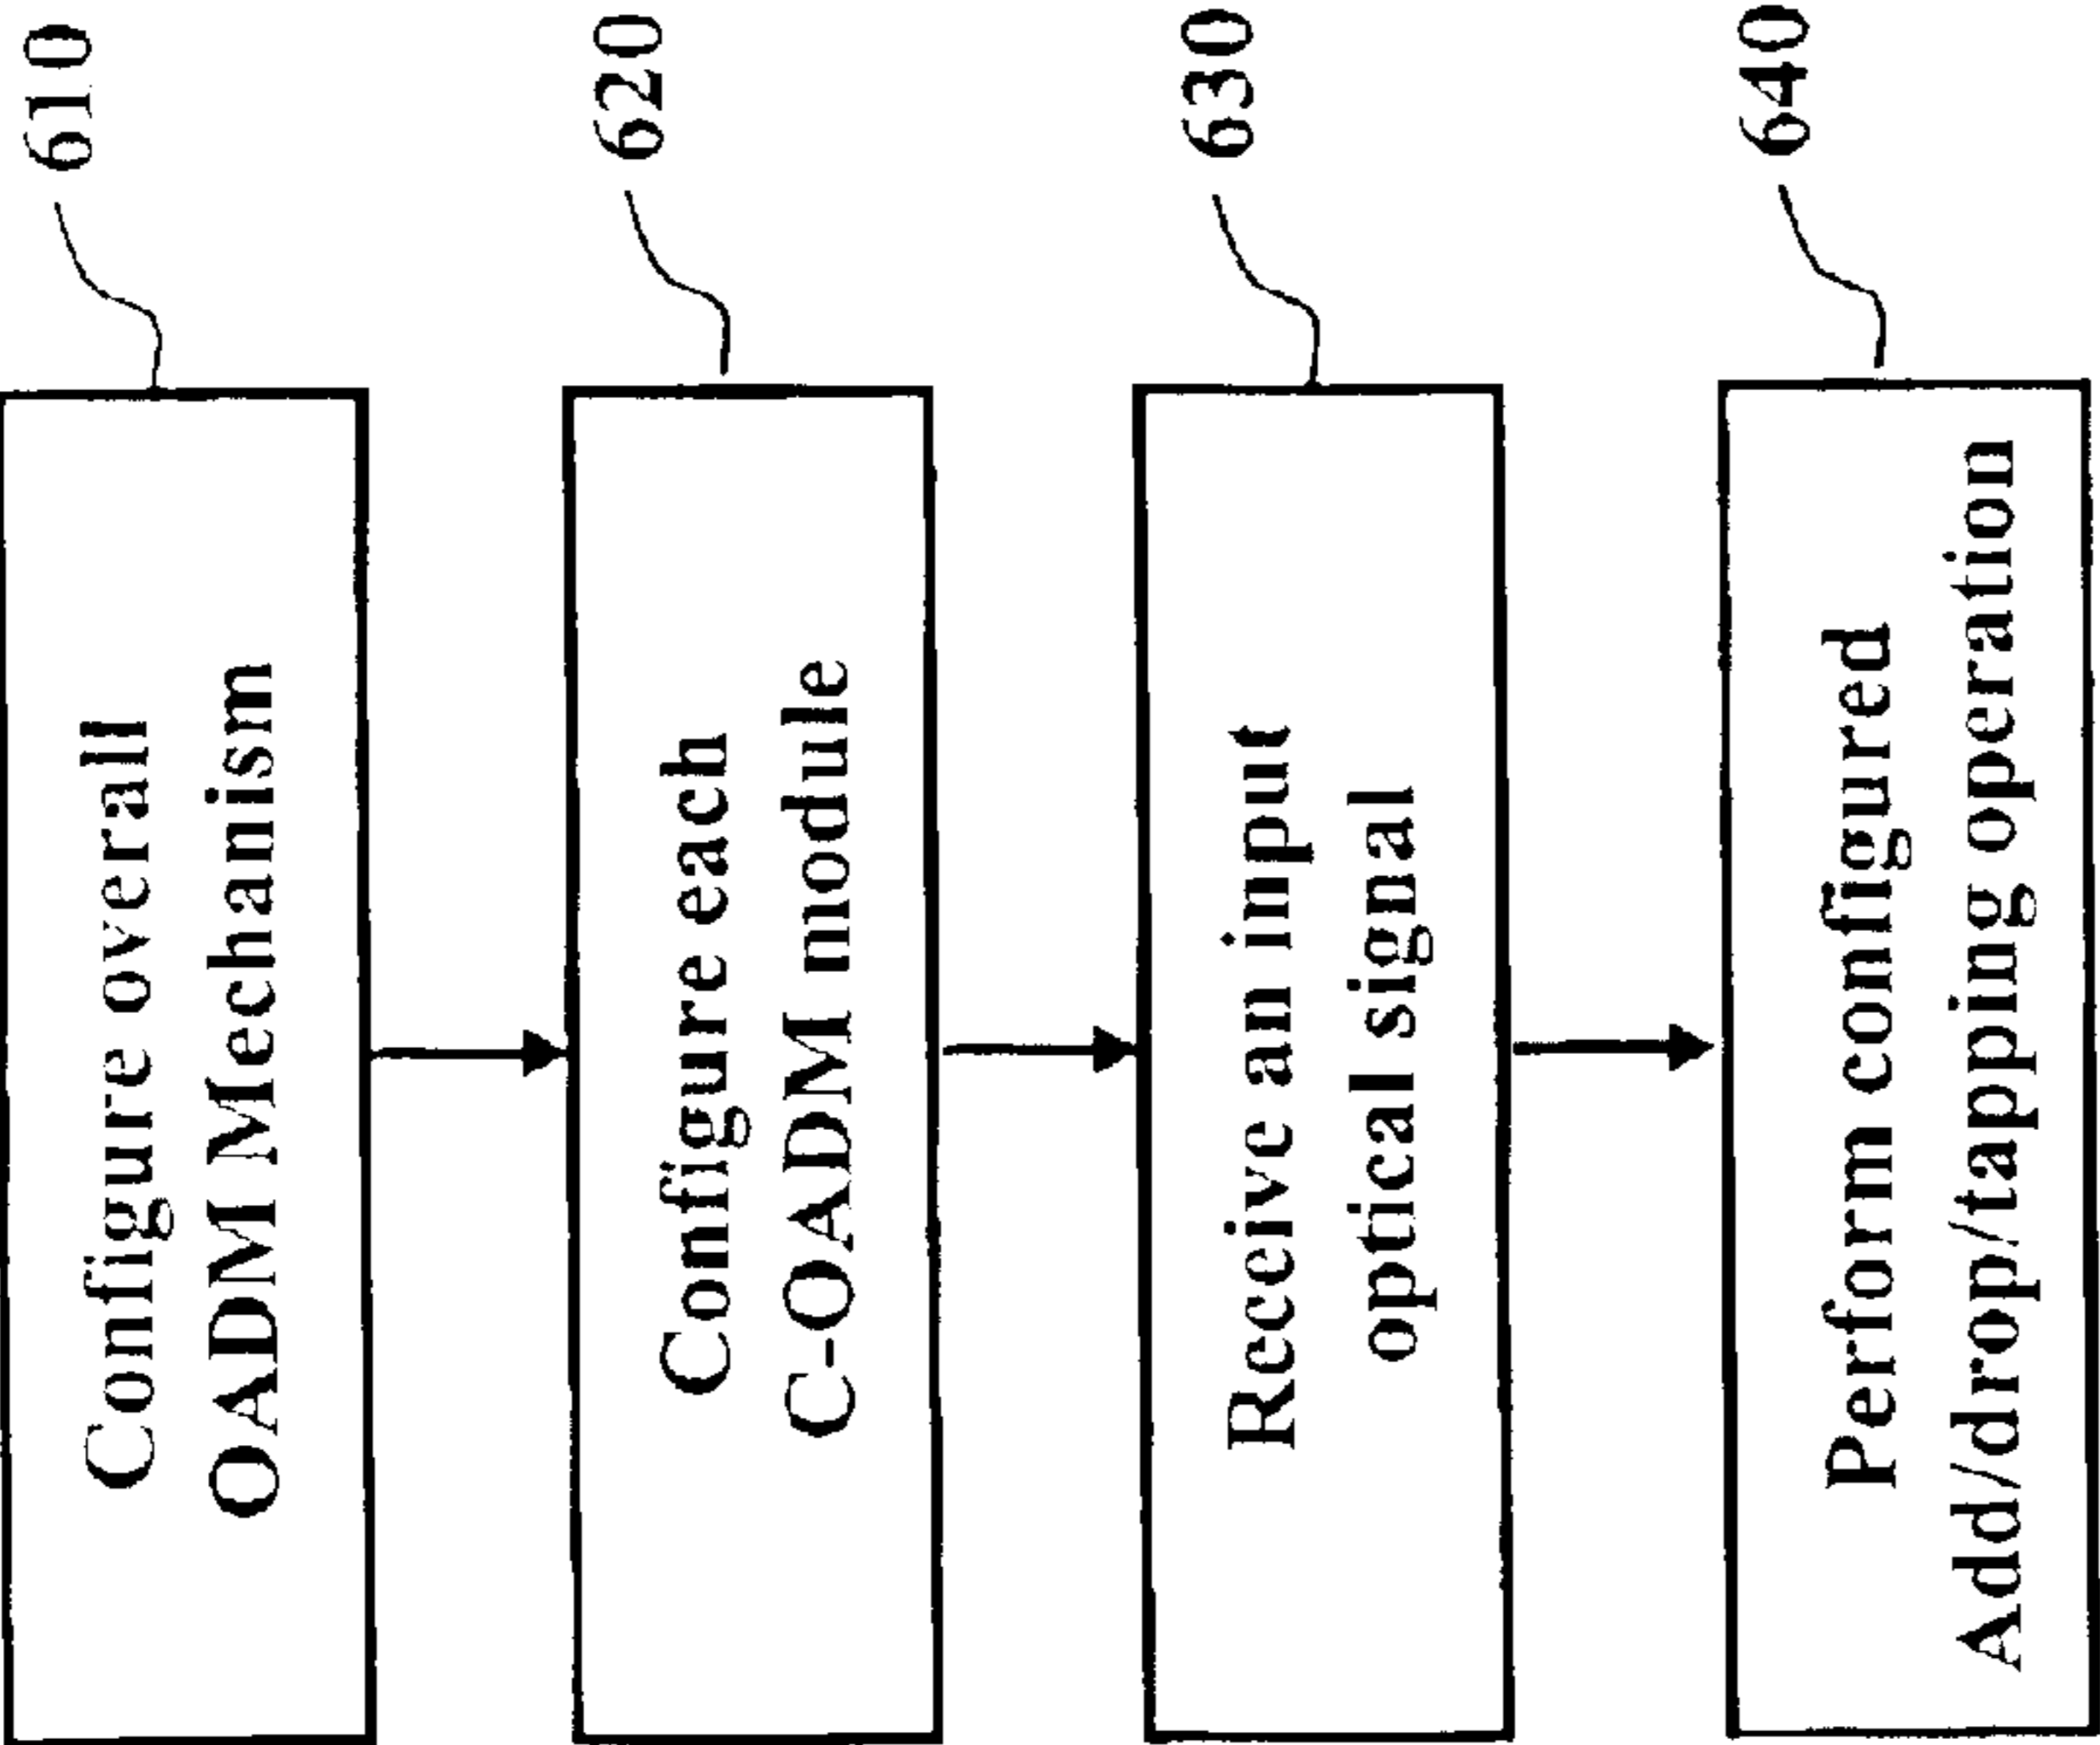 Configure overall
OADM Mechanism
610
Configure each
C-OADM module
620
Receive an input
optical signal
630
Perform configured
Add/drop/tapping operation
640